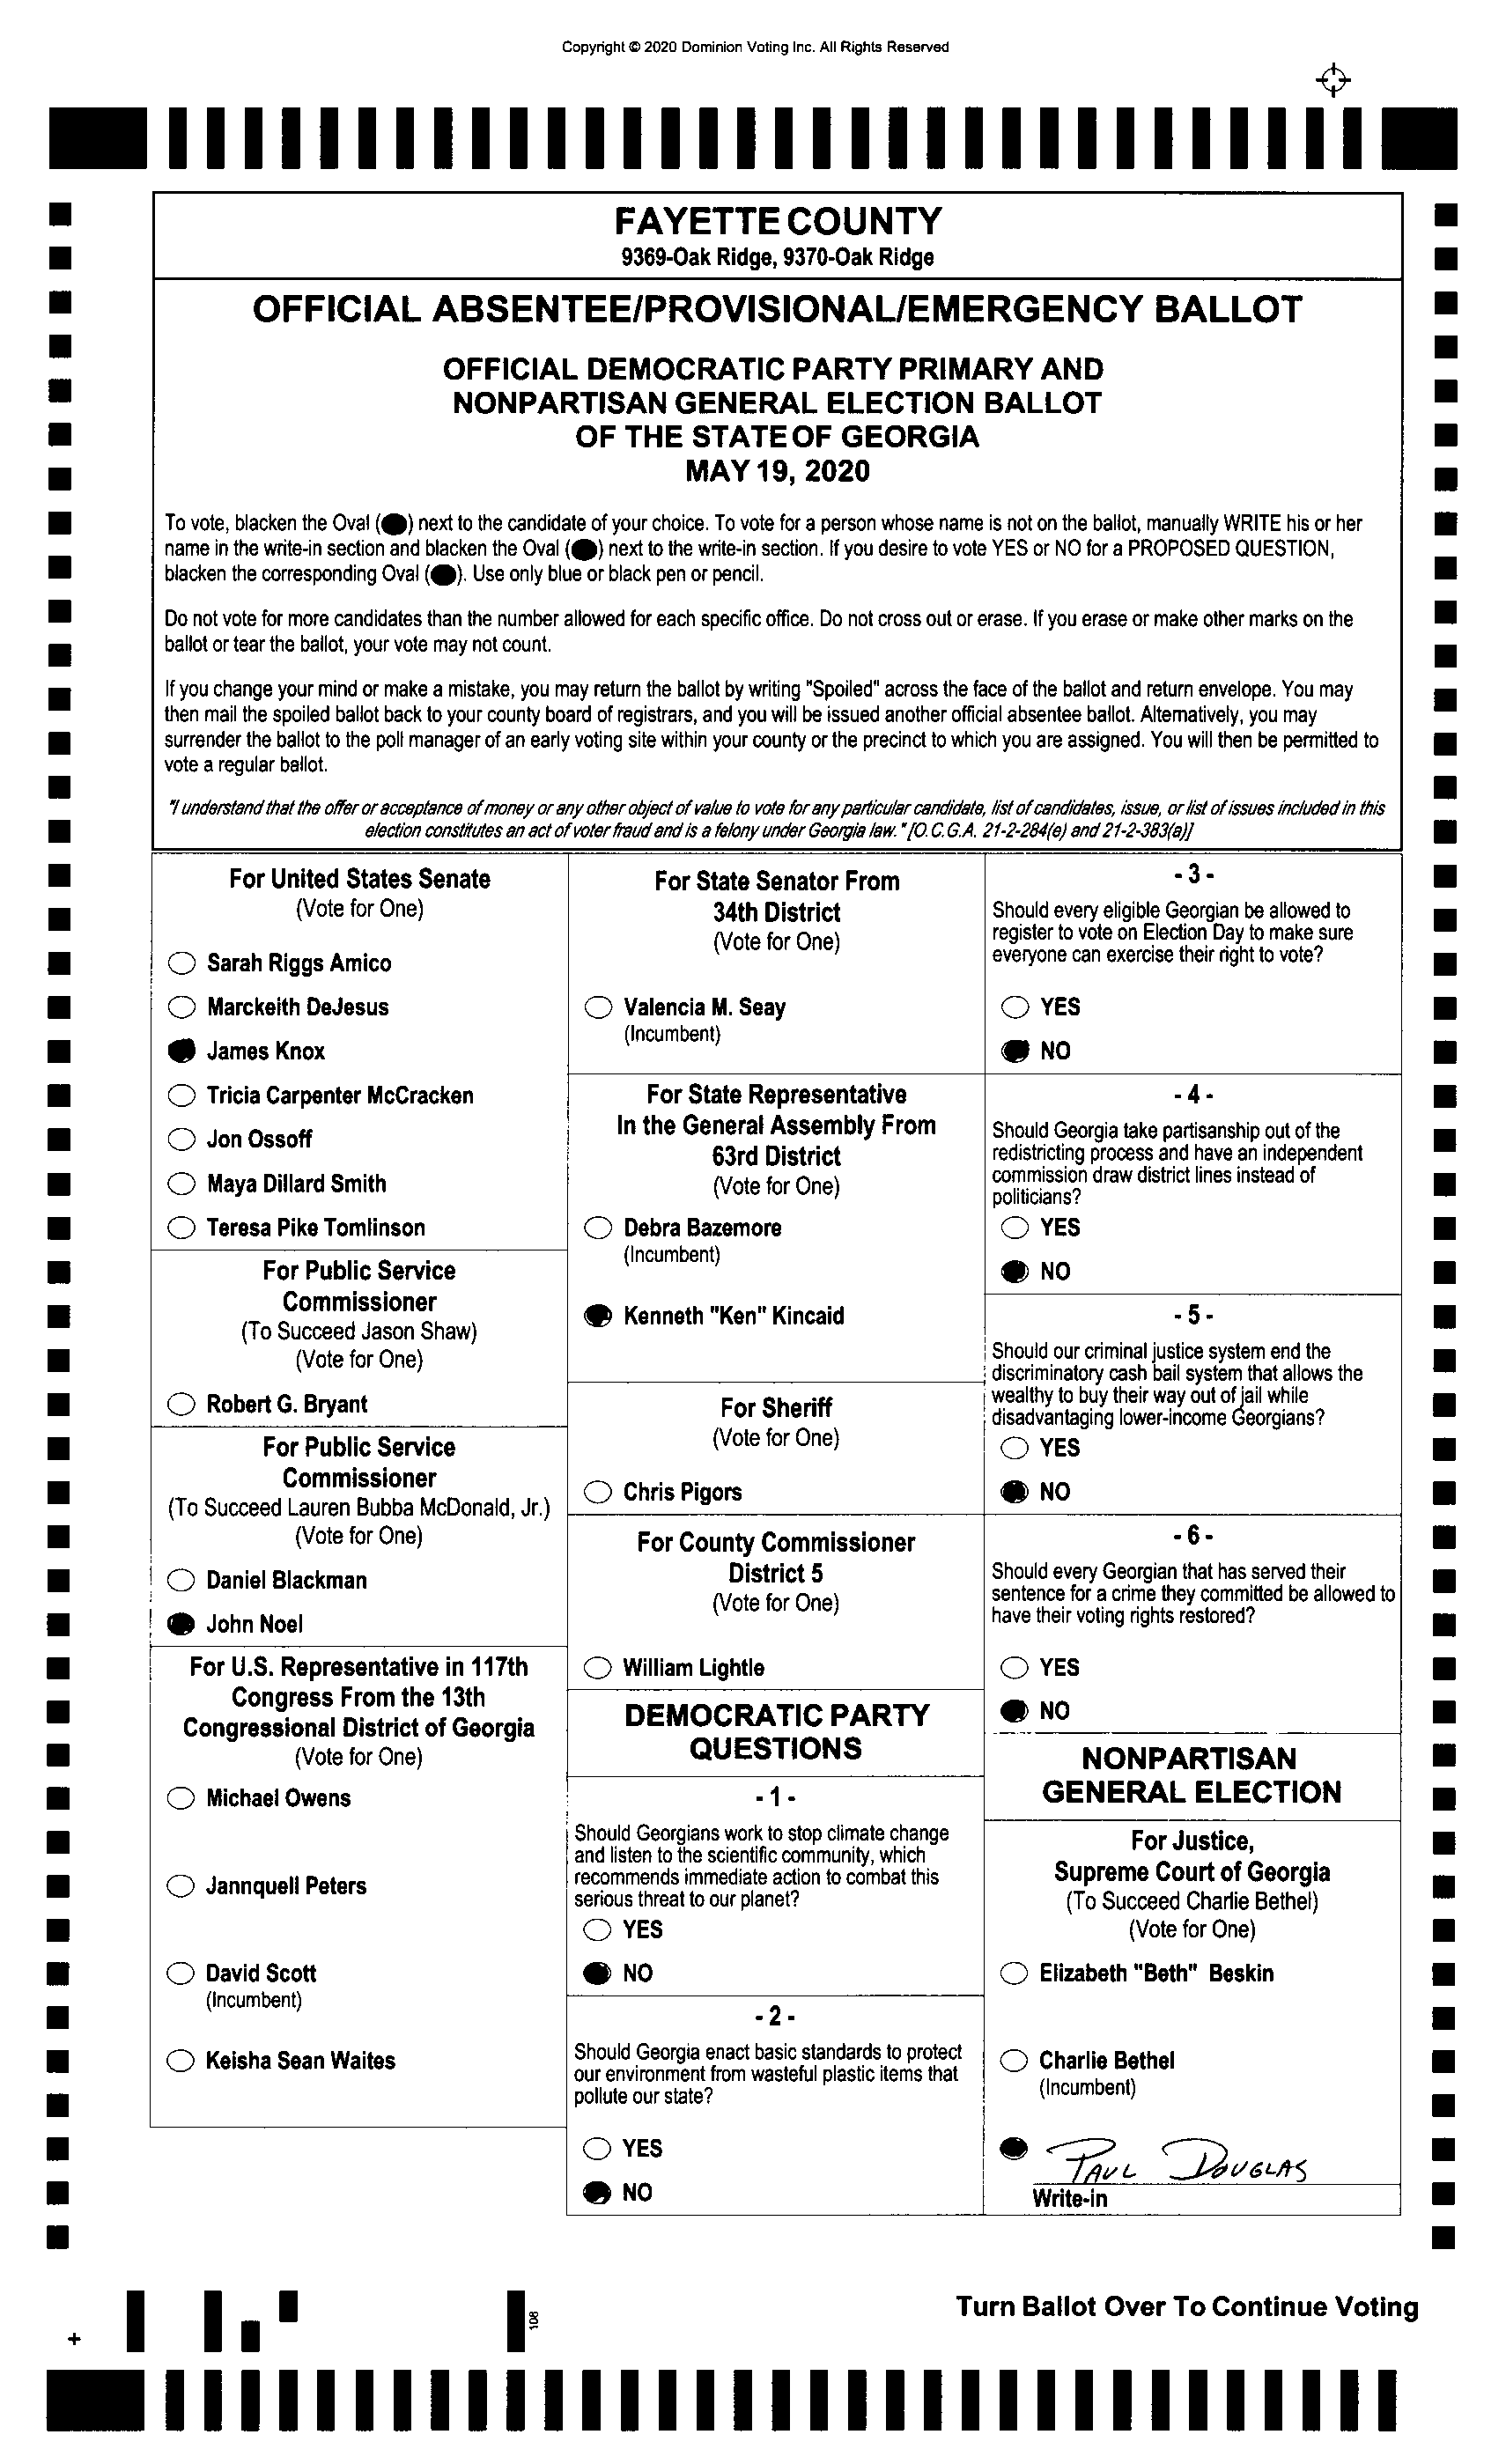 Copyright © 2020 Dominion Voting Inc. All Rights Reserved
FAYETTE COUNTY
9369-Oak Ridge, 9370-Oak Ridge
OFFICIAL ABSENTEE/PROVISIONAL/EMERGENCY BALLOT
OFFICIAL DEMOCRATIC PARTY PRIMARY AND
NONPARTISAN GENERAL ELECTION BALLOT
OF THE STATE OF GEORGIA
MAY 19, 2020
To vote, blacken the Oval (●) next to the candidate of your choice. To vote for a person whose name is not on the ballot, manually WRITE his or her
name in the write-in section and blacken the Oval (●) next to the write-in section. If you desire to vote YES or NO for a PROPOSED QUESTION,
blacken the corresponding Oval (●). Use only blue or black pen or pencil.
Do not vote for more candidates than the number allowed for each specific office. Do not cross out or erase. If you erase or make other marks on the
ballot or tear the ballot, your vote may not count.
If you change your mind or make a mistake, you may return the ballot by writing "Spoiled" across the face of the ballot and return envelope. You may
then mail the spoiled ballot back to your county board of registrars, and you will be issued another official absentee ballot. Alternatively, you may
surrender the ballot to the poll manager of an early voting site within your county or the precinct to which you are assigned. You will then be permitted to
vote a regular ballot.
"I understand that the offer or acceptance of money or any other object of value to vote for any particular candidate, list of candidates, issue, or list of issues included in this
election constitutes an act of voter fraud and is a felony under Georgia law." [O.C.G.A. 21-2-284(e) and 21-2-383(a)]
For United States Senate
(Vote for One)
Sarah Riggs Amico
Marckeith DeJesus
James Knox
Tricia Carpenter McCracken
Jon Ossoff
Maya Dillard Smith
Teresa Pike Tomlinson
For Public Service
Commissioner
(To Succeed Jason Shaw)
(Vote for One)
Robert G. Bryant
For Public Service
Commissioner
(To Succeed Lauren Bubba McDonald, Jr.)
(Vote for One)
Daniel Blackman
John Noel
For U.S. Representative in 117th
Congress From the 13th
Congressional District of Georgia
(Vote for One)
Michael Owens
Jannquell Peters
David Scott
(Incumbent)
Keisha Sean Waites
For State Senator From
34th District
(Vote for One)
Valencia M. Seay
(Incumbent)
For State Representative
In the General Assembly From
63rd District
(Vote for One)
Debra Bazemore
(Incumbent)
Kenneth "Ken" Kincaid
For Sheriff
(Vote for One)
Chris Pigors
For County Commissioner
District 5
(Vote for One)
William Lightle
DEMOCRATIC PARTY
QUESTIONS
- 1 -
Should Georgians work to stop climate change
and listen to the scientific community, which
recommends immediate action to combat this
serious threat to our planet?
YES
NO
- 2 -
Should Georgia enact basic standards to protect
our environment from wasteful plastic items that
pollute our state?
YES
NO
- 3 -
Should every eligible Georgian be allowed to
register to vote on Election Day to make sure
everyone can exercise their right to vote?
YES
NO
- 4 -
Should Georgia take partisanship out of the
redistricting process and have an independent
commission draw district lines instead of
politicians?
YES
NO
- 5 -
Should our criminal justice system end the
discriminatory cash bail system that allows the
wealthy to buy their way out of jail while
disadvantaging lower-income Georgians?
YES
NO
- 6 -
Should every Georgian that has served their
sentence for a crime they committed be allowed to
have their voting rights restored?
YES
NO
NONPARTISAN
GENERAL ELECTION
For Justice,
Supreme Court of Georgia
(To Succeed Charlie Bethel)
(Vote for One)
Elizabeth "Beth" Beskin
Charlie Bethel
(Incumbent)
PAUL DOUGLAS
Write-in
Turn Ballot Over To Continue Voting
108